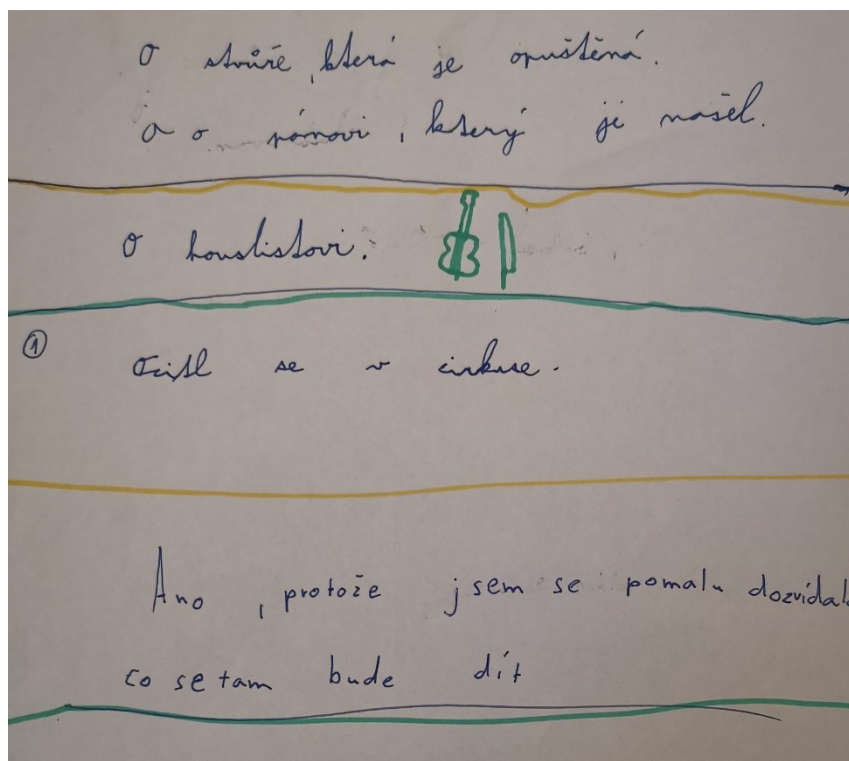 O stvůře, která je opuštěná.
a o pánovi, který ji našel.
O houslistovi.
1
Ocitl se v cirkuse.
Ano, protože jsem se pomalu dozvídala
co se tam bude dít